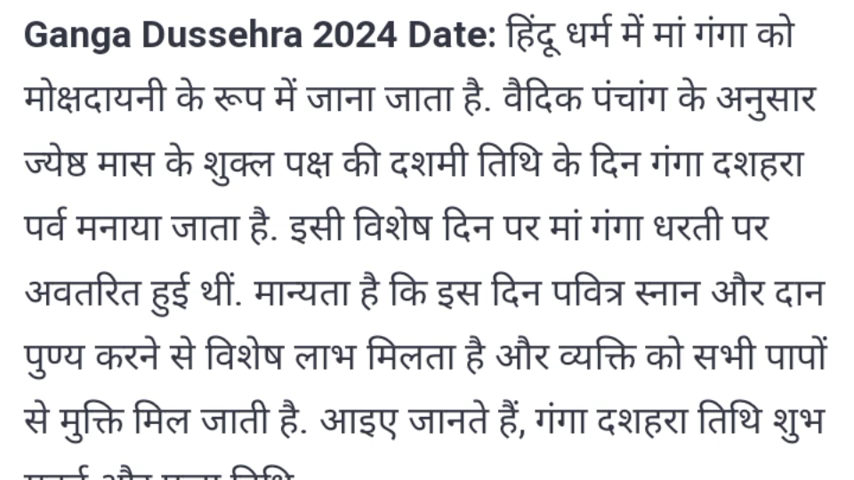 Ganga Dussehra 2024 Date: हिंदू धर्म में मां गंगा को
मोक्षदायनी के रूप में जाना जाता है. वैदिक पंचांग के अनुसार
ज्येष्ठ मास के शुक्ल पक्ष की दशमी तिथि के दिन गंगा दशहरा
पर्व मनाया जाता है. इसी विशेष दिन पर मां गंगा धरती पर
अवतरित हुई थीं. मान्यता है कि इस दिन पवित्र स्नान और दान
पुण्य करने से विशेष लाभ मिलता है और व्यक्ति को सभी पापों
से मुक्ति मिल जाती है. आइए जानते हैं, गंगा दशहरा तिथि शुभ